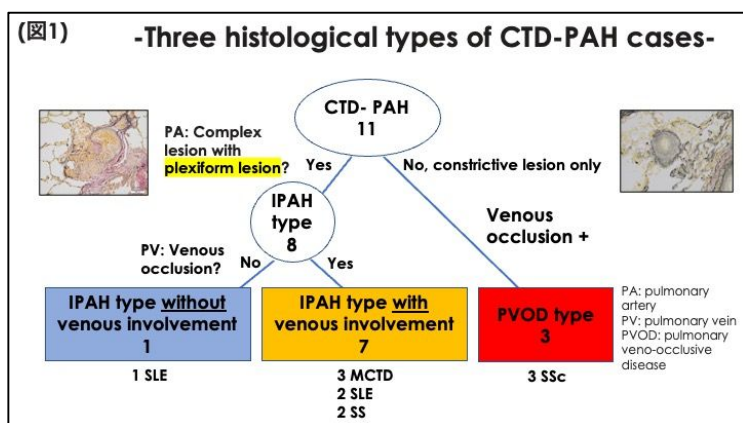 (図1)
-Three histological types of CTD-PAH cases-
CTD- PAH
11
PA: Complex
lesion with
plexiform lesion?
Yes
No, constrictive lesion only
IPAH
type
8
Venous
occlusion +
PV: Venous
occlusion?
No
Yes
IPAH type without
venous involvement
1
IPAH type with
venous involvement
7
PVOD type
3
PA: pulmonary
artery
PV: pulmonary vein
PVOD: pulmonary
veno-occlusive
disease
1 SLE
3 MCTD
2 SLE
2 SS
3 SSc